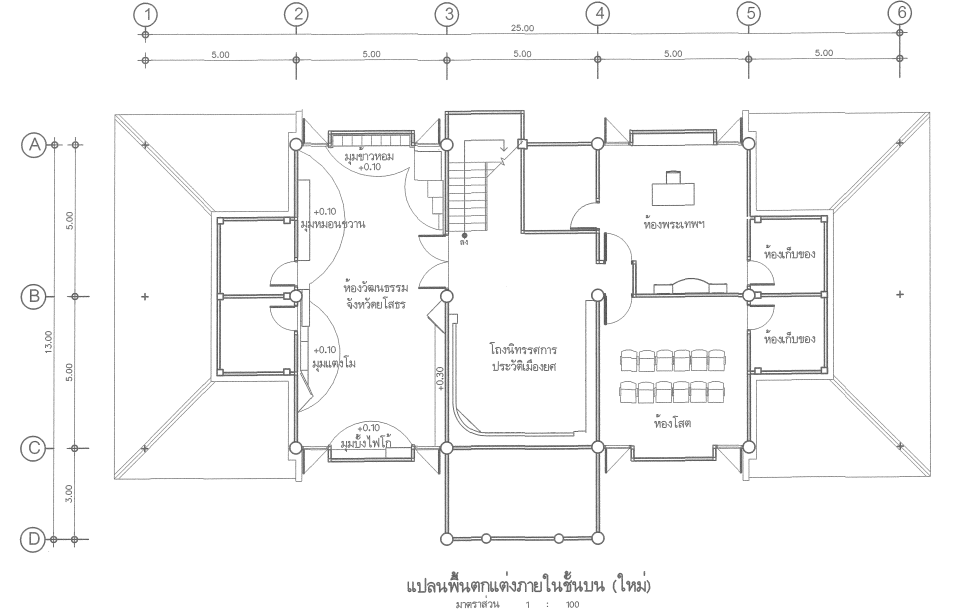 1 2 3 4 5 6
25.00
5.00 5.00 5.00 5.00 5.00
A
มุมข้าวหอม
+0.10
+0.10
มุมหมอนขวาน
5.00
ห้องพระเทพฯ
ลง
ห้องเก็บของ
ห้องวัฒนธรรม
จังหวัดยโสธร
B
13.00
ห้องเก็บของ
+0.10
มุมแตงโม
โถงนิทรรศการ
ประวัติเมืองยศ
5.00
+0.30
ห้องโสต
+0.10
มุมบั้งไฟโก้
C
3.00
D
แปลนพื้นตกแต่งภายในชั้นบน (ใหม่)
มาตราส่วน 1 : 100